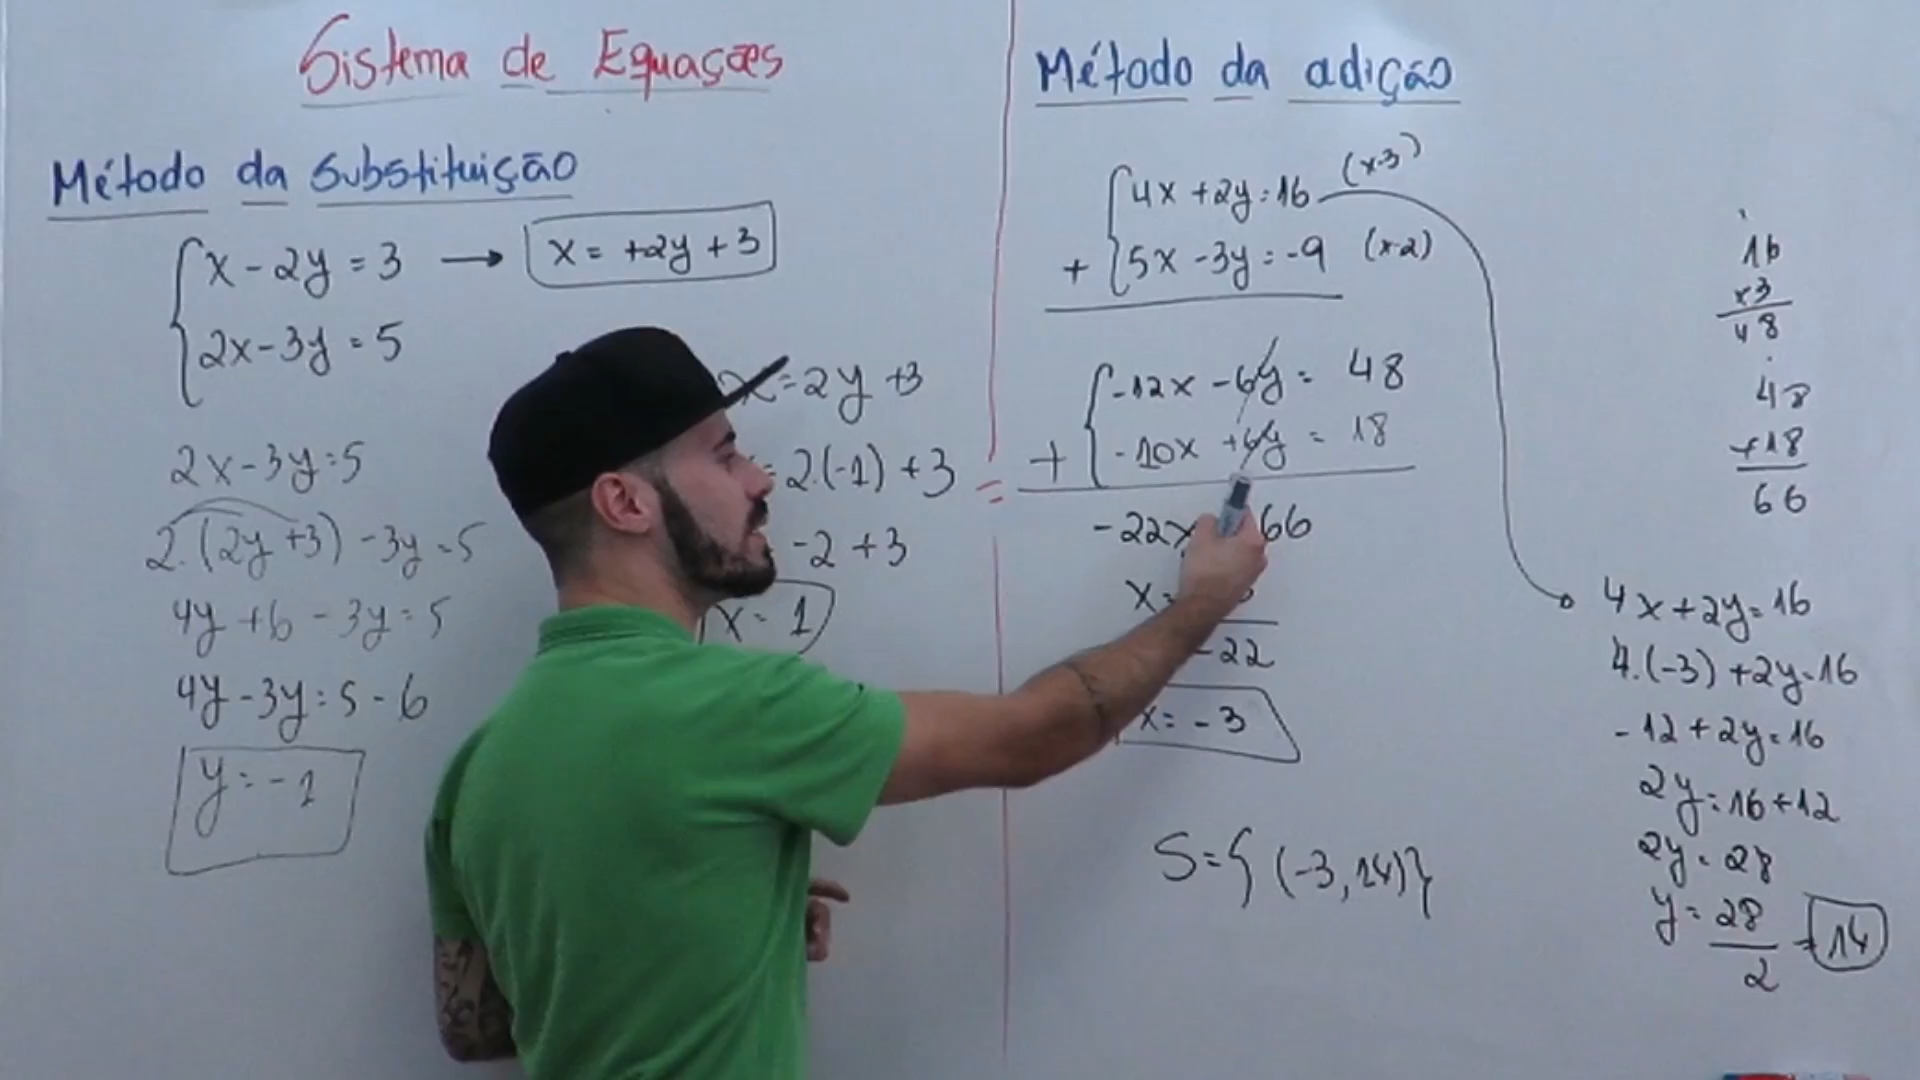 Sistema de Equações
Método da substituição
x - 2y = 3 → x = +2y + 3
2x - 3y = 5
2x - 3y = 5
2.(2y + 3) - 3y = 5
4y + 6 - 3y = 5
4y - 3y = 5 - 6
y = -1
x = 2y + 3
= 2.(-1) + 3
-2 + 3
x = 1
=
Método da adição
4x + 2y = 16 (x-3)
+ 5x - 3y = -9 (x-2)
-12x - 6y = 48
+ -10x + 6y = 18
-22x 66
x =
-22
x = -3
S = { (-3, 14) }
16
x3
48
48
+18
66
4x + 2y = 16
4.(-3) + 2y = 16
-12 + 2y = 16
2y = 16 + 12
2y = 28
y = 28 = 14
2